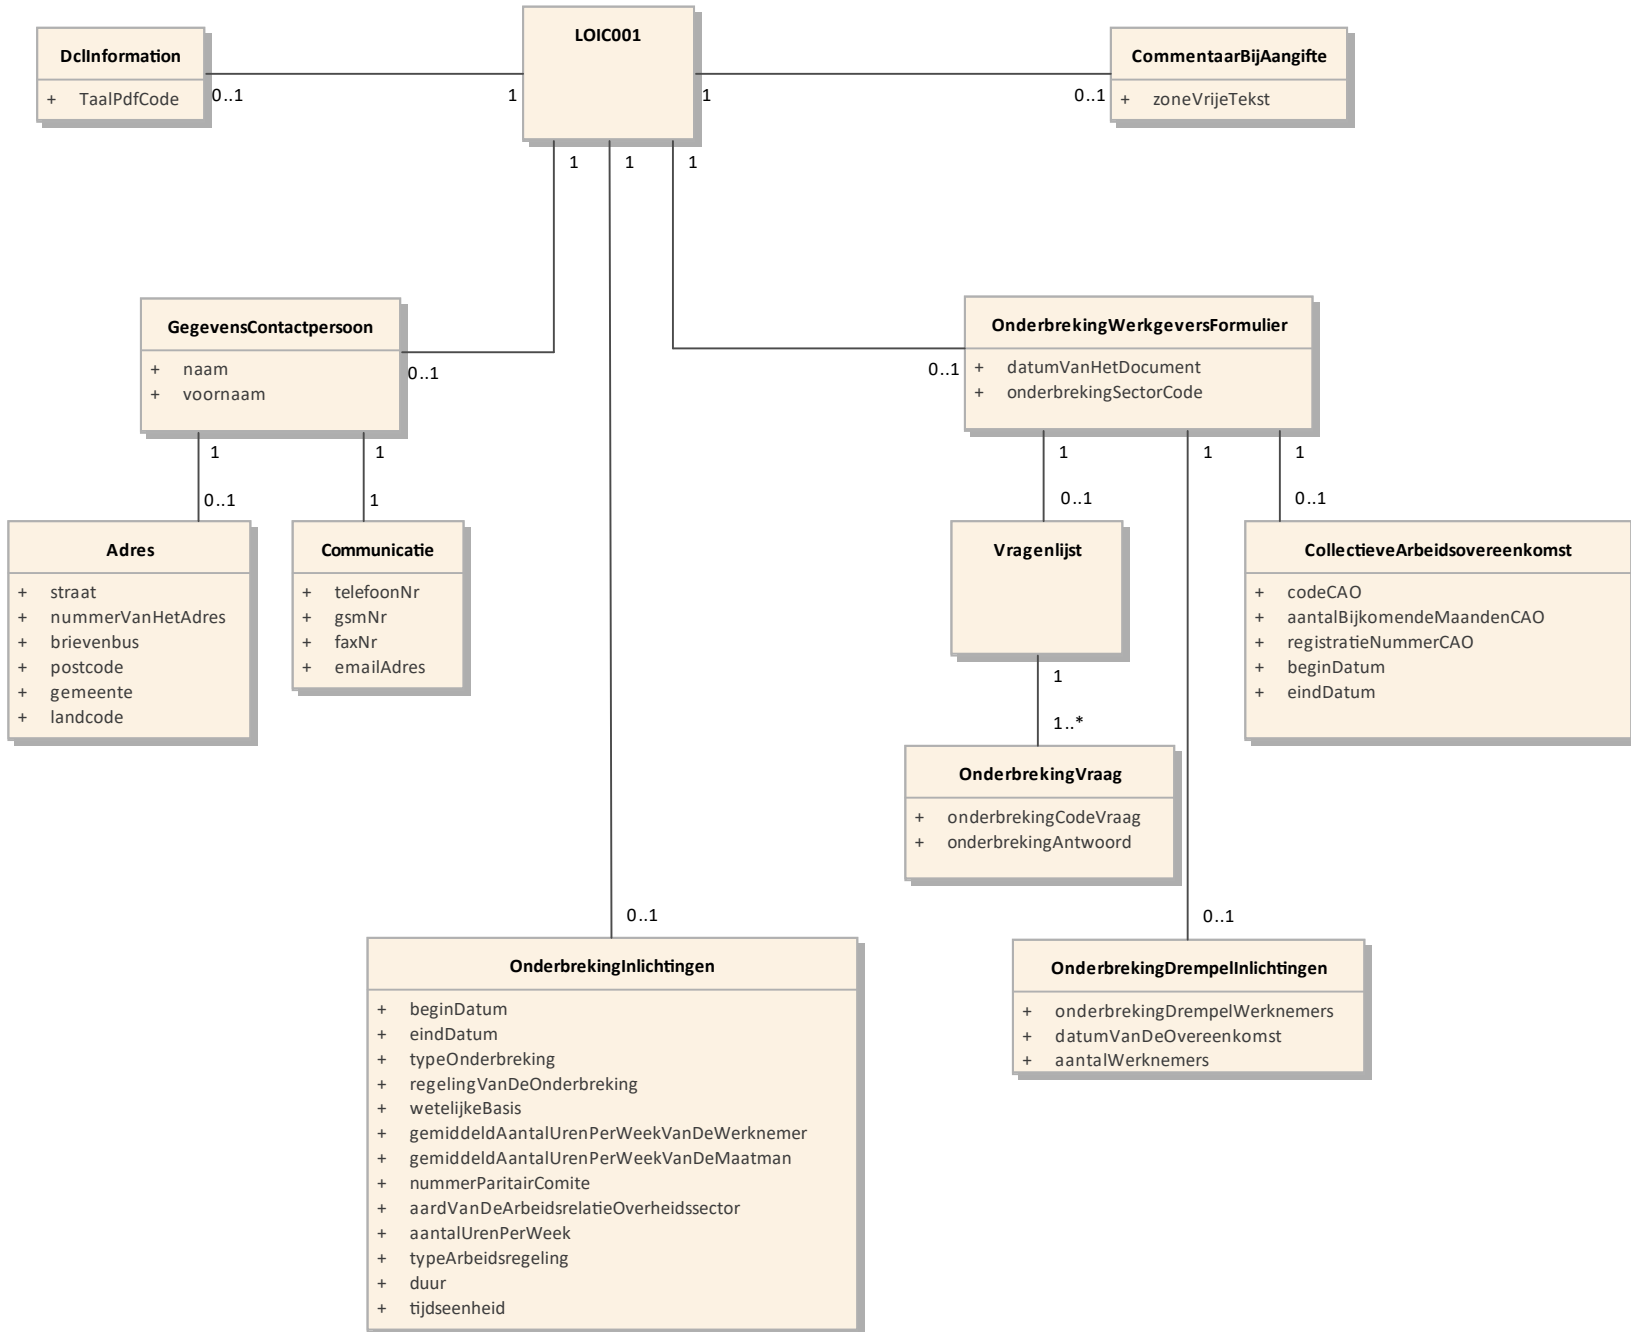 LOIC001
DclInformation
+ TaalPdfCode
0..1
1
1
0..1
CommentaarBijAangifte
+ zoneVrijeTekst
1
1
1
GegevensContactpersoon
+ naam
+ voornaam
0..1
OnderbrekingWerkgeversFormulier
+ datumVanHetDocument
+ onderbrekingSectorCode
0..1
1
0..1
1
1
1
0..1
1
1
0..1
Adres
+ straat
+ nummerVanHetAdres
+ brievenbus
+ postcode
+ gemeente
+ landcode
Communicatie
+ telefoonNr
+ gsmNr
+ faxNr
+ emailAdres
Vragenlijst
CollectieveArbeidsovereenkomst
+ codeCAO
+ aantalBijkomendeMaandenCAO
+ registratieNummerCAO
+ beginDatum
+ eindDatum
1
1..*
OnderbrekingVraag
+ onderbrekingCodeVraag
+ onderbrekingAntwoord
0..1
0..1
OnderbrekingInlichtingen
+ beginDatum
+ eindDatum
+ typeOnderbreking
+ regelingVanDeOnderbreking
+ wetelijkeBasis
+ gemiddeldAantalUrenPerWeekVanDeWerknemer
+ gemiddeldAantalUrenPerWeekVanDeMaatman
+ nummerParitairComite
+ aardVanDeArbeidsrelatieOverheidssector
+ aantalUrenPerWeek
+ typeArbeidsregeling
+ duur
+ tijdseenheid
OnderbrekingDrempelInlichtingen
+ onderbrekingDrempelWerknemers
+ datumVanDeOvereenkomst
+ aantalWerknemers